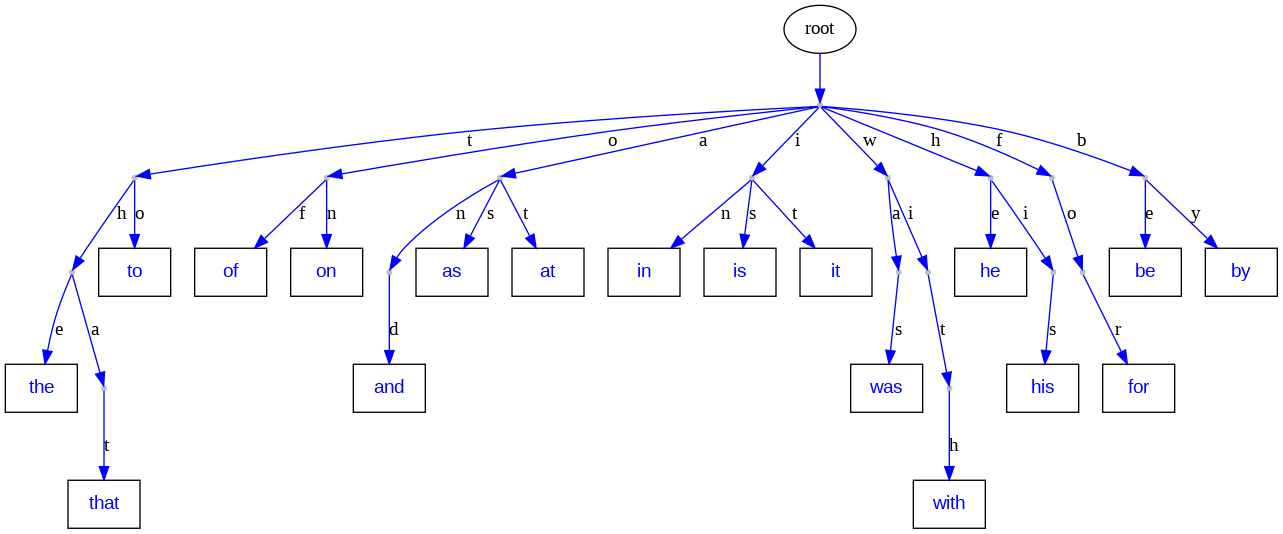 root
t o a i w h f b
h o f n n s t n s t a i e i o e y
to of on as at in is it he be by
e a d s t s r
the and was his for
t h
that with